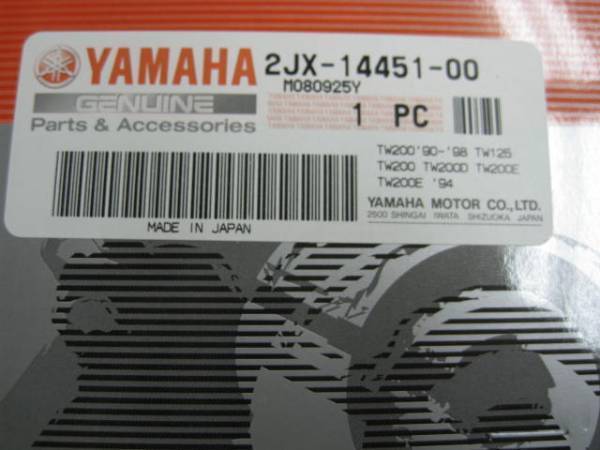 YAMAHA 2JX-14451-00
GENUINE M080925Y
Parts & Accessories 1 PC
TW200'90-'98 TW125
TW200 TW200D TW200E
TW200E '94
YAMAHA MOTOR CO.,LTD.
2500 SHINGAI IWATA SHIZUOKA JAPAN
MADE IN JAPAN